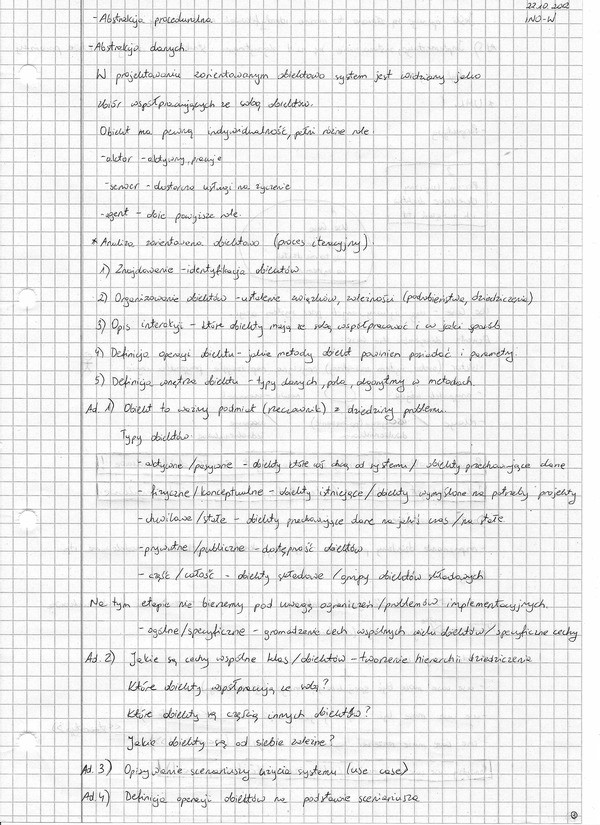 22.10.2002
INO-W
- Abstrakcja proceduralna
- Abstrakcja danych.
W projektowaniu zorientowanym obiektowo system jest widziany jako
zbiór współpracujących ze sobą obiektów.
Obiekt ma pewną indywidualność, pełni różne role:
- aktor - aktywny, pracuje
- serwer - dostarcza usługi na życzenie
- agent - obie powyższe role.
* Analiza zorientowana obiektowo (proces iteracyjny).
1) Znajdowanie - identyfikacja obiektów
2) Organizowanie obiektów - ustalenie związków, zależności (podobieństwa, dziedziczenie)
3) Opis interakcji - które obiekty mają ze sobą współpracować i w jaki sposób
4) Definicja operacji obiektu - jakie metody obiekt powinien posiadać i parametry.
5) Definicja wnętrza obiektu - typy danych, pola, algorytmy w metodach.
Ad. 1) Obiekt to ważny podmiot (rzeczownik) z dziedziny problemu.
Typy obiektów
- aktywne / pasywne - obiekty które coś chcą od systemu / obiekty przechowujące dane
- fizyczne / konceptualne - obiekty istniejące / obiekty wymyślone na potrzeby projektu
- chwilowe / stałe - obiekty przechowujące dane na jakiś czas / na stałe
- prywatne / publiczne - dostępność obiektów
- część / całość - obiekty składowe / grupy obiektów składowych
Na tym etapie nie bierzemy pod uwagę ograniczeń / problemów implementacyjnych.
- ogólne / specyficzne - gromadzenie cech wspólnych wielu obiektów / specyficzne cechy
Ad. 2) Jakie są cechy wspólne klas / obiektów - tworzenie hierarchii dziedziczenia
Które obiekty współpracują ze sobą?
Które obiekty są częścią innych obiektów?
Jakie obiekty są od siebie zależne?
Ad. 3) Opisywanie scenariuszy użycia systemu (use case)
Ad. 4) Definicja operacji obiektów na podstawie scenariusza